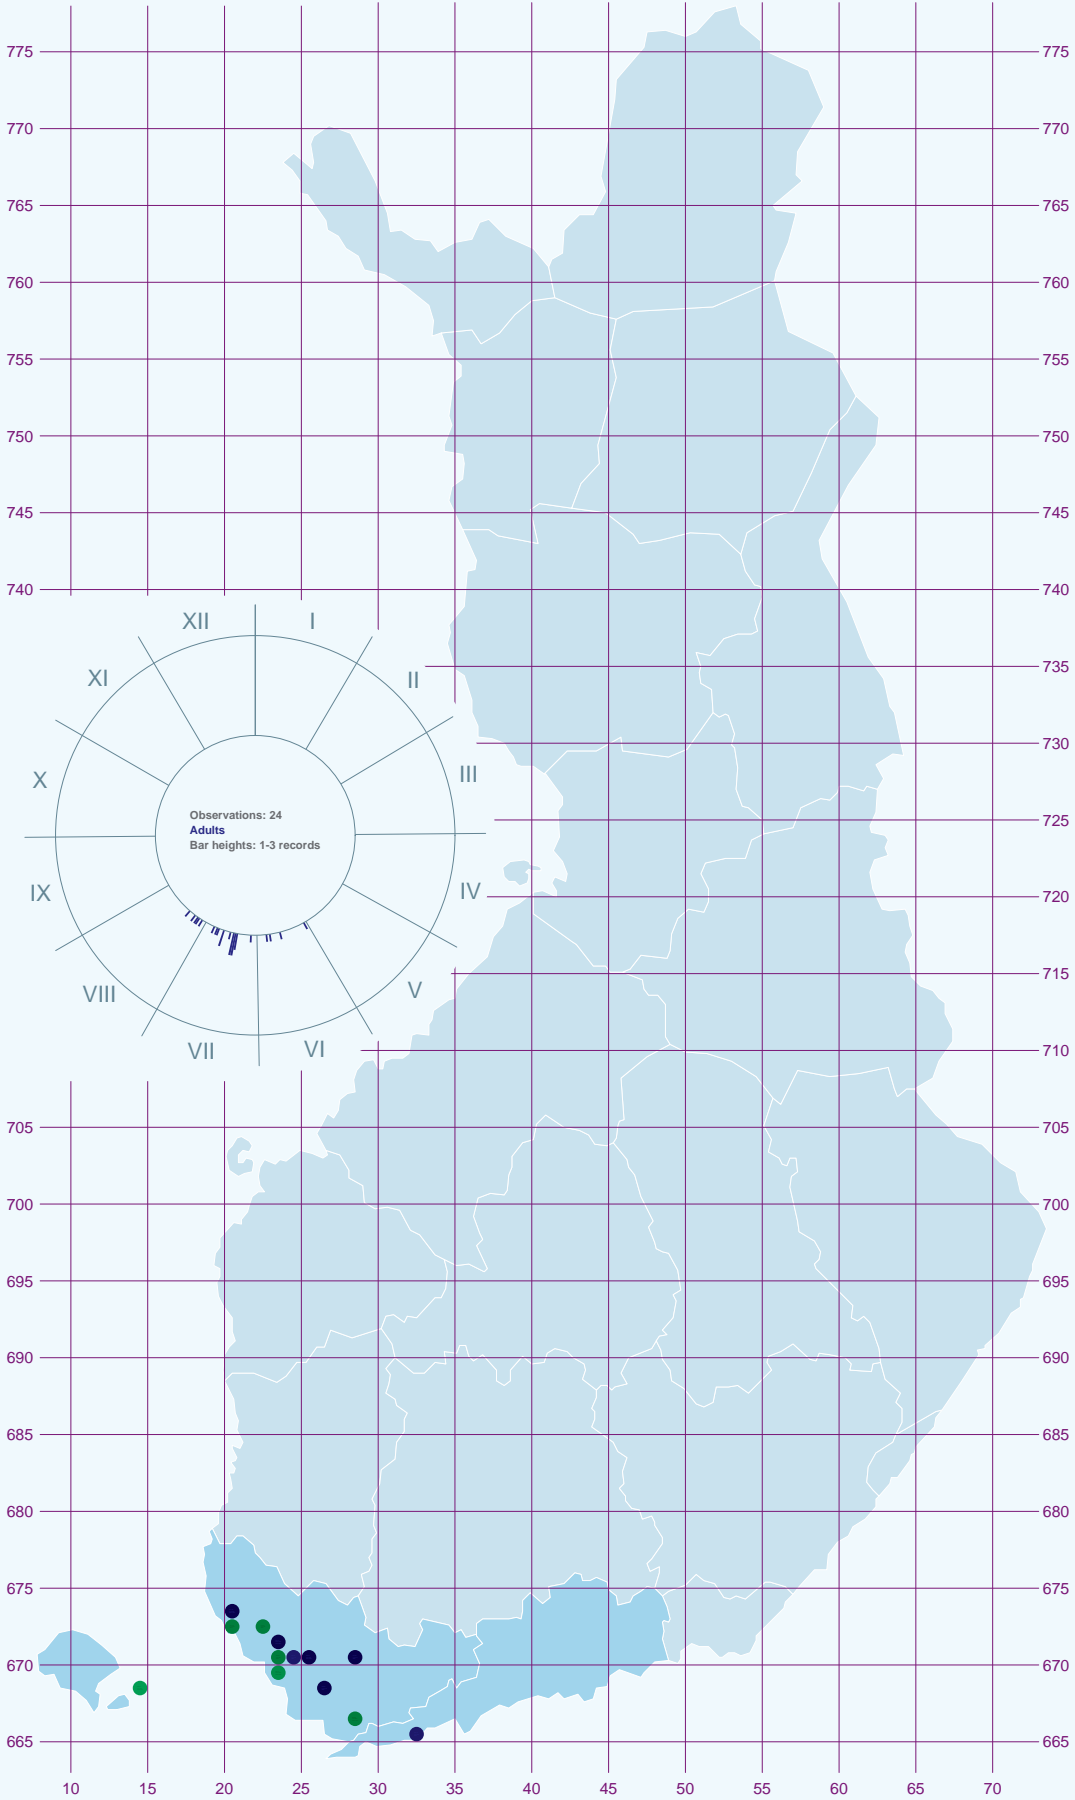 775 775
770 770
765 765
760 760
755 755
750 750
745 745
740 740
XII I
XI II
735
730
X III
Observations: 24
Adults
Bar heights: 1-3 records
725
IX IV
720
VIII V
715
VII VI
710
705 705
700 700
695 695
690 690
685 685
680 680
675 675
670 670
665 665
10 15 20 25 30 35 40 45 50 55 60 65 70